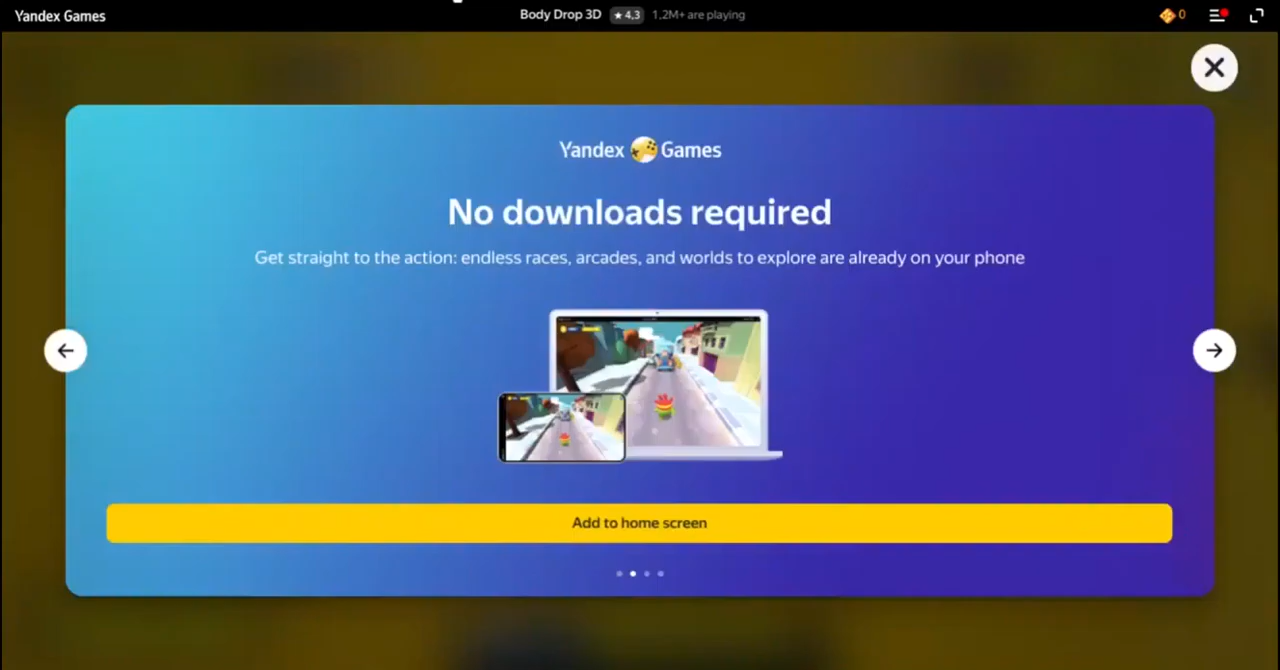 Yandex Games
Body Drop 3D ★ 4,3 1,2M+ are playing
0
Yandex Games
No downloads required
Get straight to the action: endless races, arcades, and worlds to explore are already on your phone
Add to home screen